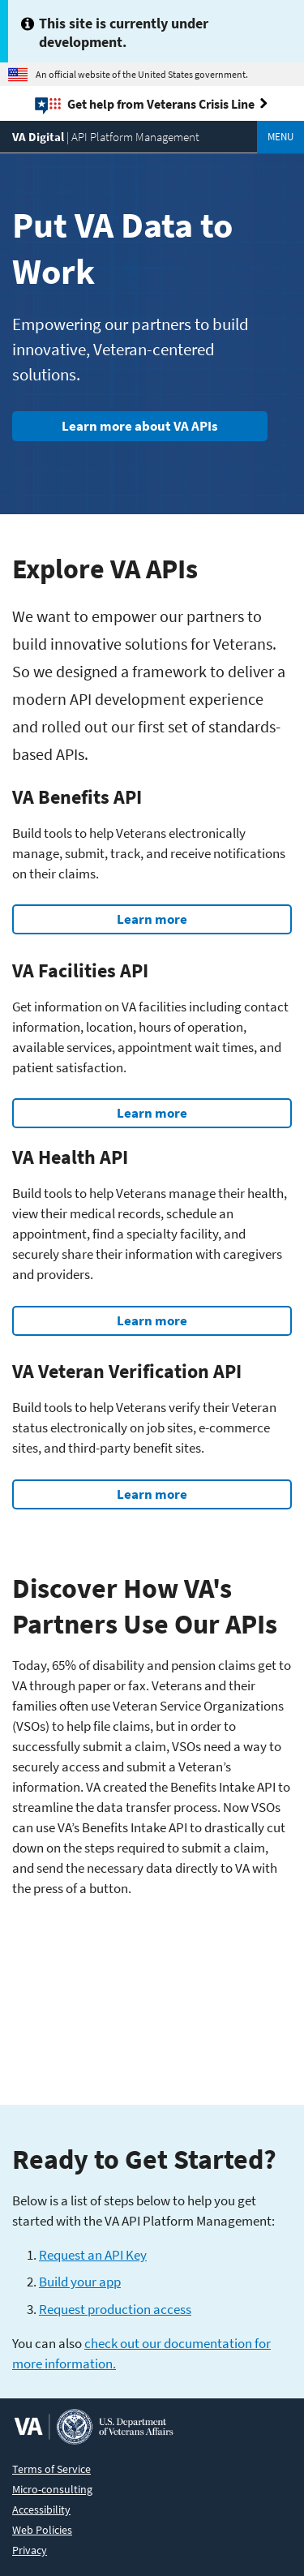 This site is currently under
development.
An official website of the United States government.
Get help from Veterans Crisis Line
VA Digital | API Platform Management
MENU
Put VA Data to
Work
Empowering our partners to build
innovative, Veteran-centered
solutions.
Learn more about VA APIs
Explore VA APIs
We want to empower our partners to
build innovative solutions for Veterans.
So we designed a framework to deliver a
modern API development experience
and rolled out our first set of standards-
based APIs.
VA Benefits API
Build tools to help Veterans electronically
manage, submit, track, and receive notifications
on their claims.
Learn more
VA Facilities API
Get information on VA facilities including contact
information, location, hours of operation,
available services, appointment wait times, and
patient satisfaction.
Learn more
VA Health API
Build tools to help Veterans manage their health,
view their medical records, schedule an
appointment, find a specialty facility, and
securely share their information with caregivers
and providers.
Learn more
VA Veteran Verification API
Build tools to help Veterans verify their Veteran
status electronically on job sites, e-commerce
sites, and third-party benefit sites.
Learn more
Discover How VA's
Partners Use Our APIs
Today, 65% of disability and pension claims get to
VA through paper or fax. Veterans and their
families often use Veteran Service Organizations
(VSOs) to help file claims, but in order to
successfully submit a claim, VSOs need a way to
securely access and submit a Veteran’s
information. VA created the Benefits Intake API to
streamline the data transfer process. Now VSOs
can use VA’s Benefits Intake API to drastically cut
down on the steps required to submit a claim,
and send the necessary data directly to VA with
the press of a button.
Ready to Get Started?
Below is a list of steps below to help you get
started with the VA API Platform Management:
1. Request an API Key
2. Build your app
3. Request production access
You can also check out our documentation for
more information.
VA
U.S. Department
of Veterans Affairs
Terms of Service
Micro-consulting
Accessibility
Web Policies
Privacy